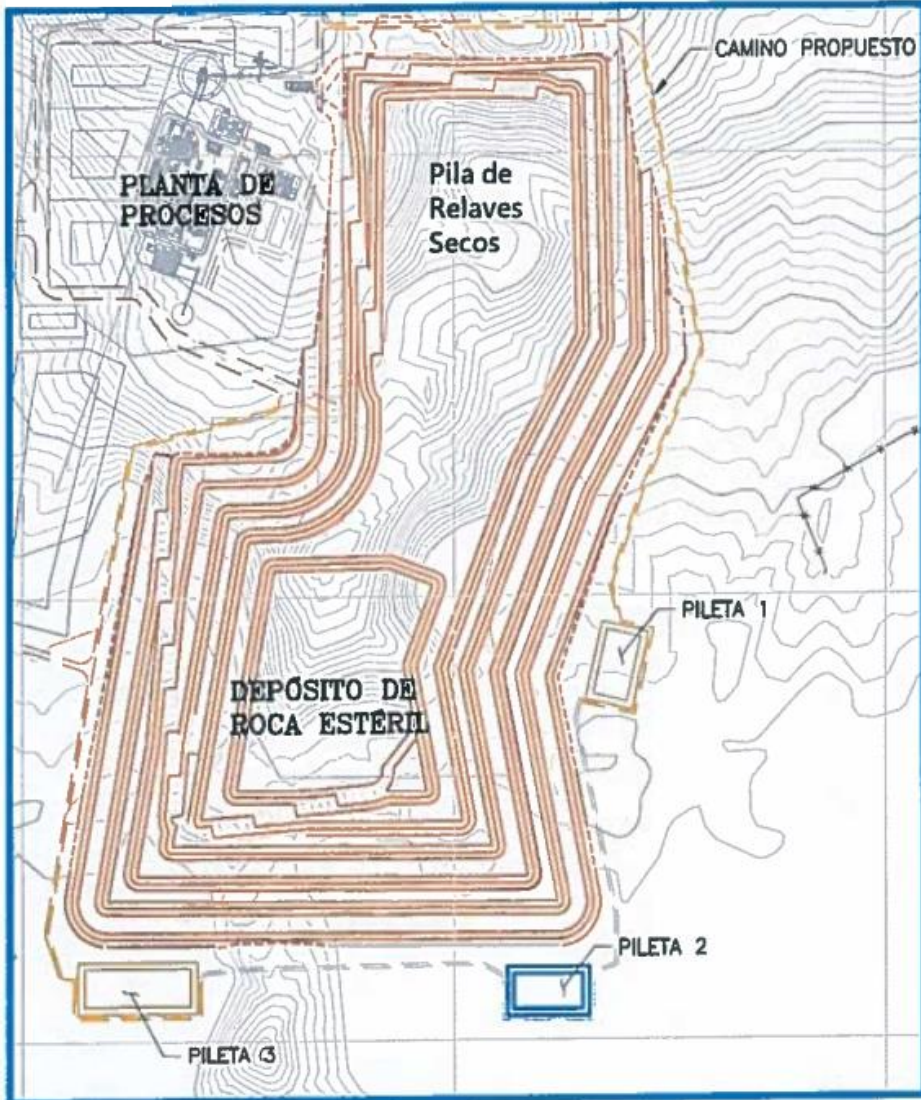 CAMINO PROPUESTO
PLANTA DE
PROCESOS
Pila de
Relaves
Secos
PILETA 1
DEPÓSITO DE
ROCA ESTÉRIL
PILETA 2
PILETA 3